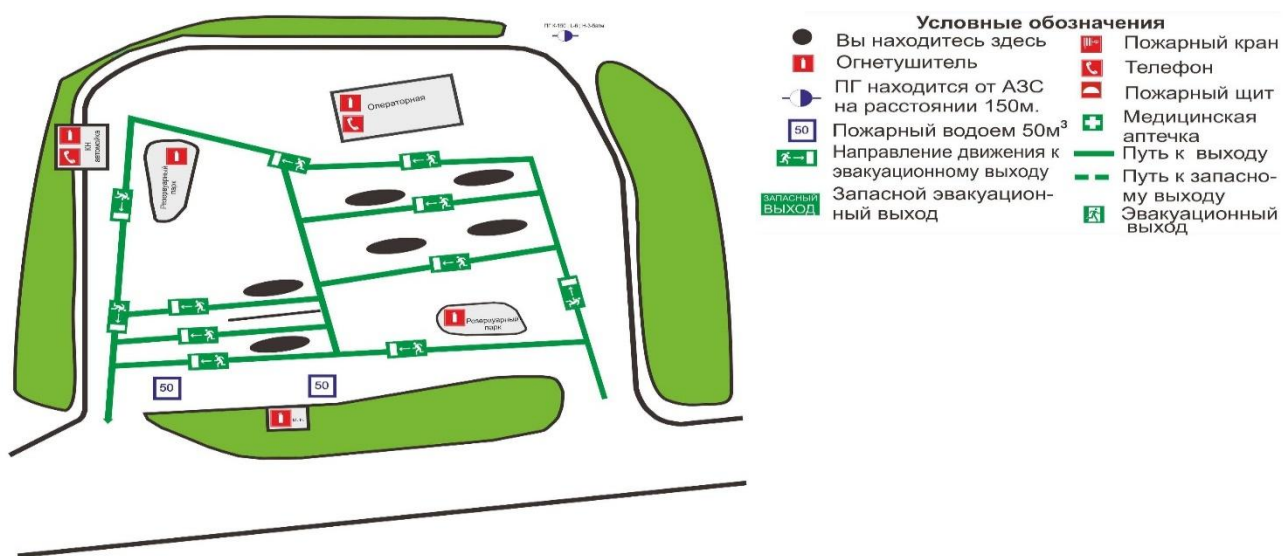 Операторная
КН
автомойка
Резервуарный
парк
Резервуарный
парк
50
50
Условные обозначения
Вы находитесь здесь
Огнетушитель
ПГ находится от АЗС
на расстоянии 150м.
50
Пожарный водоем 50м³
Направление движения к
эвакуационному выходу
ЗАПАСНЫЙ
ВЫХОД
Запасной эвакуацион-
ный выход
Пожарный кран
Телефон
Пожарный щит
Медицинская
аптечка
Путь к выходу
Путь к запасно-
му выходу
Эвакуационный
выход